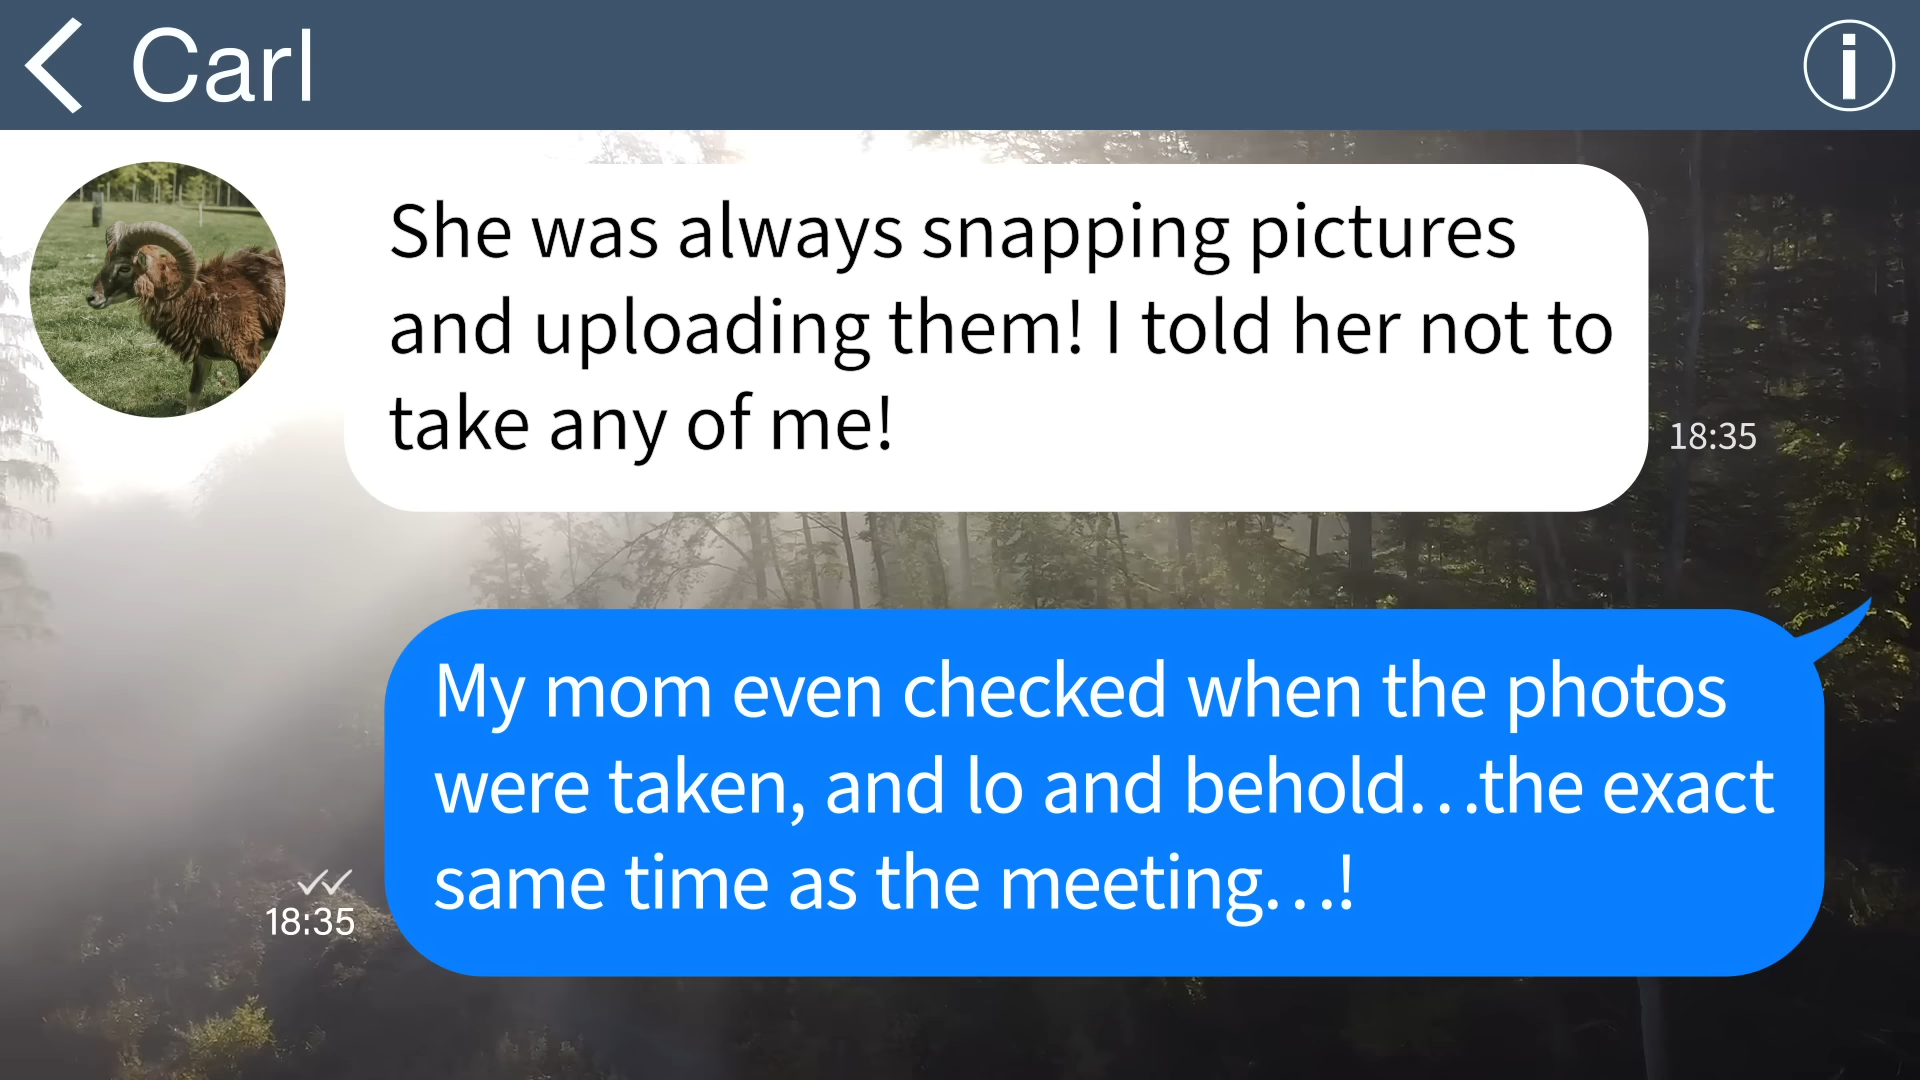 Carl
She was always snapping pictures
and uploading them! I told her not to
take any of me!
18:35
My mom even checked when the photos
were taken, and lo and behold...the exact
same time as the meeting...!
18:35